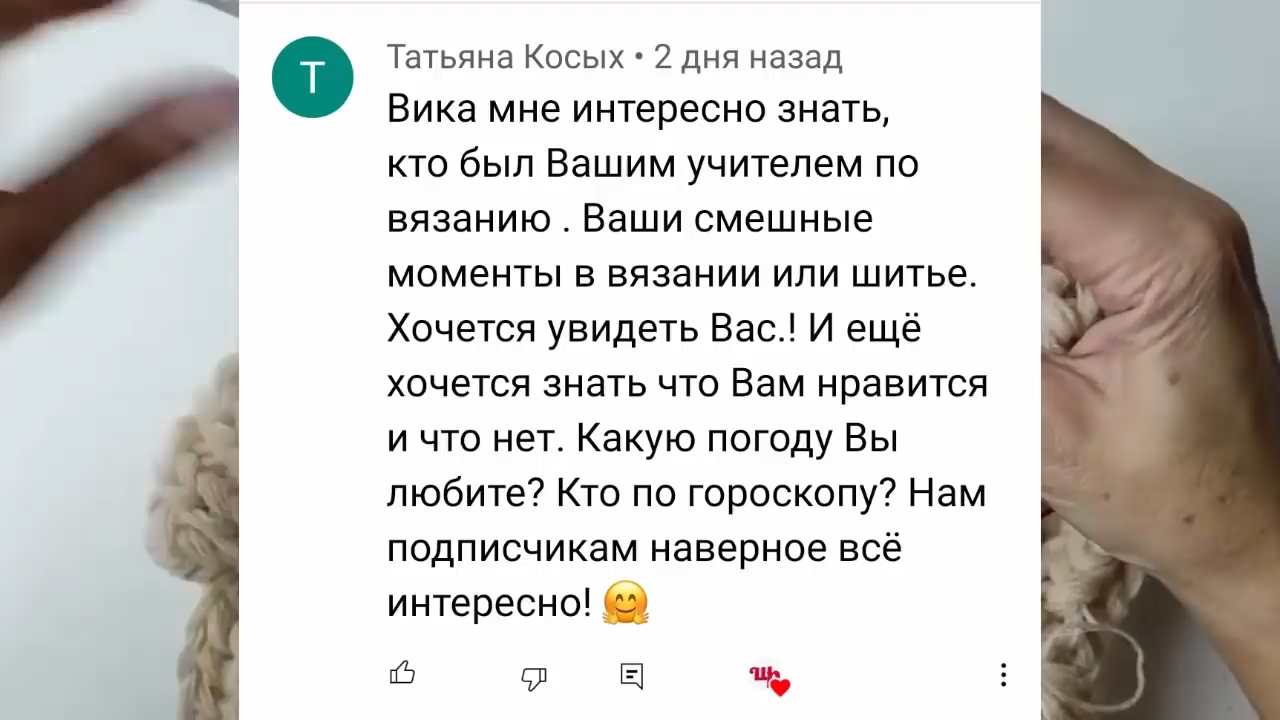 Т
Татьяна Косых • 2 дня назад
Вика мне интересно знать,
кто был Вашим учителем по
вязанию . Ваши смешные
моменты в вязании или шитье.
Хочется увидеть Вас.! И ещё
хочется знать что Вам нравится
и что нет. Какую погоду Вы
любите? Кто по гороскопу? Нам
подписчикам наверное всё
интересно! 🤗